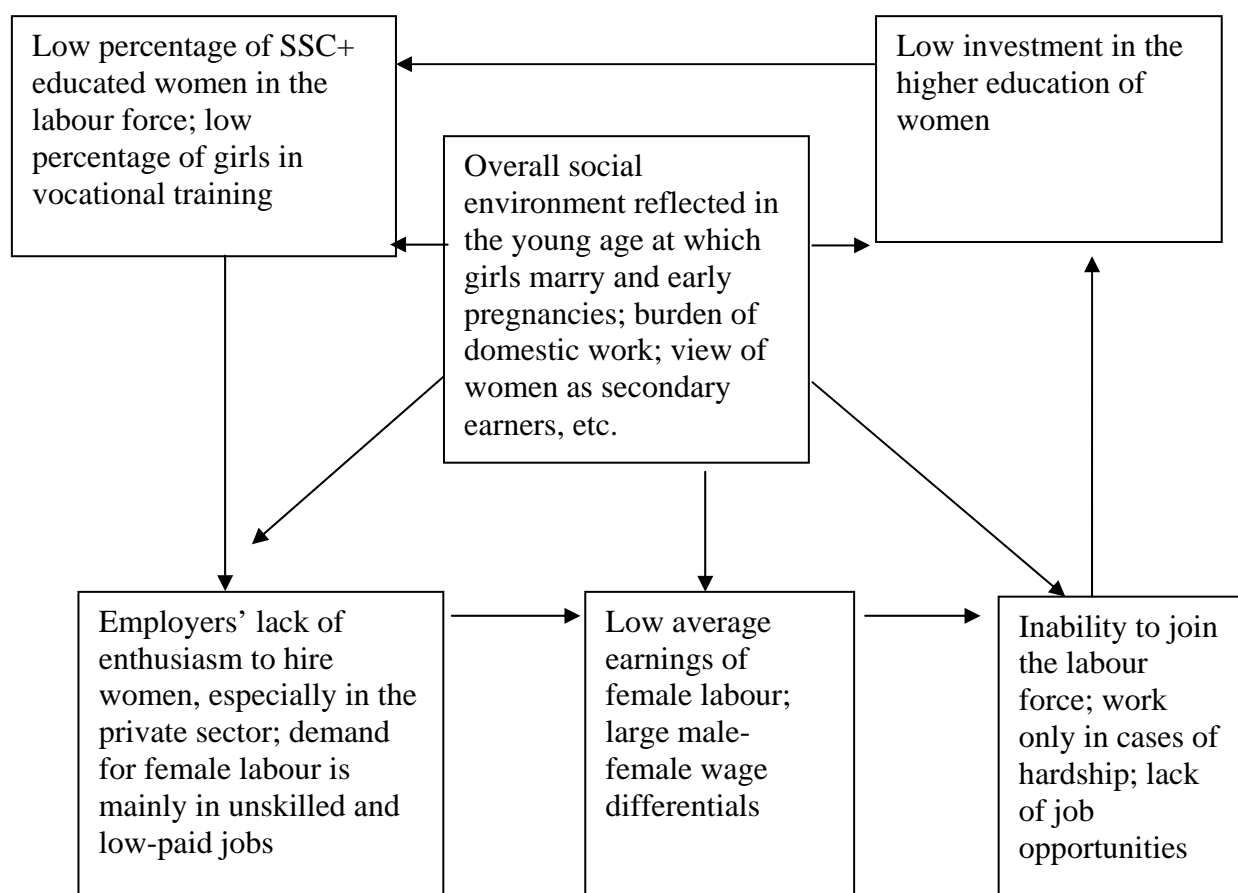 Low percentage of SSC+
educated women in the
labour force; low
percentage of girls in
vocational training
Low investment in the
higher education of
women
Overall social
environment reflected in
the young age at which
girls marry and early
pregnancies; burden of
domestic work; view of
women as secondary
earners, etc.
Employers’ lack of
enthusiasm to hire
women, especially in the
private sector; demand
for female labour is
mainly in unskilled and
low-paid jobs
Low average
earnings of
female labour;
large male-
female wage
differentials
Inability to join
the labour
force; work
only in cases of
hardship; lack
of job
opportunities